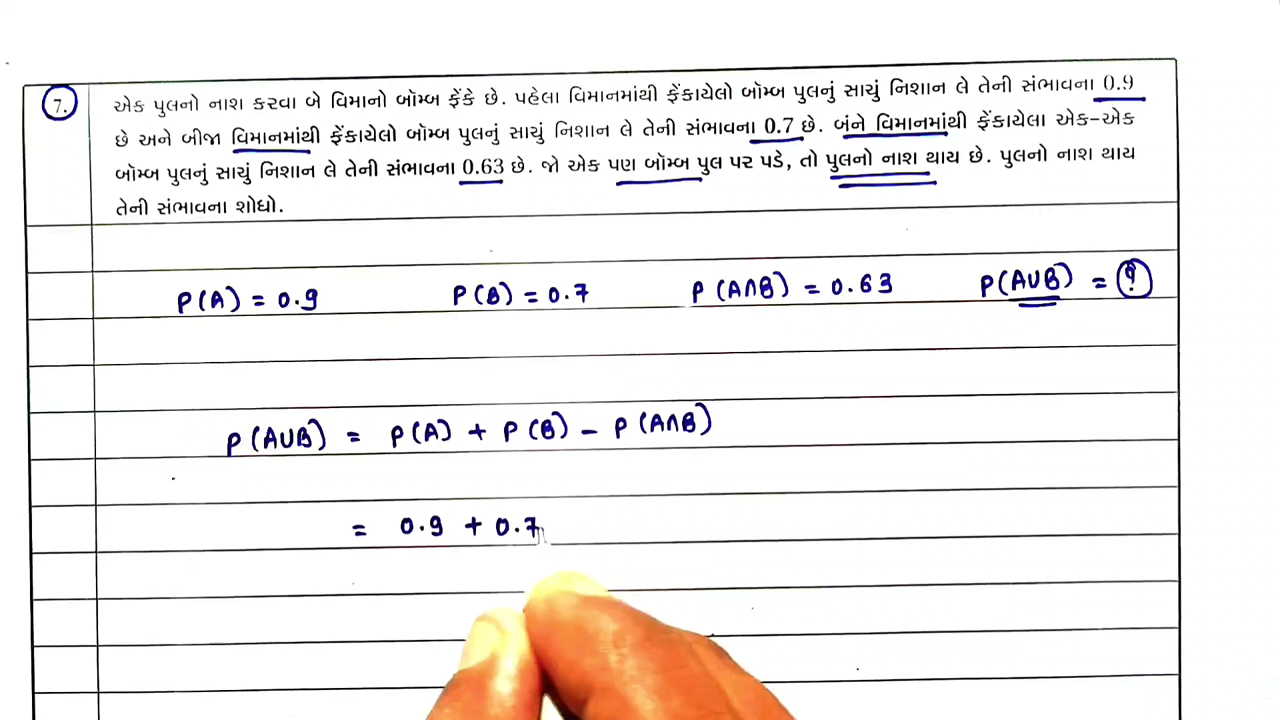 7. એક પુલનો નાશ કરવા બે વિમાનો બૉમ્બ ફેંકે છે. પહેલા વિમાનમાંથી ફેંકાયેલો બૉમ્બ પુલનું સાચું નિશાન લે તેની સંભાવના 0.9
છે અને બીજા વિમાનમાંથી ફેંકાયેલો બૉમ્બ પુલનું સાચું નિશાન લે તેની સંભાવના 0.7 છે. બંને વિમાનમાંથી ફેંકાયેલા એક-એક
બૉમ્બ પુલનું સાચું નિશાન લે તેની સંભાવના 0.63 છે. જો એક પણ બૉમ્બ પુલ પર પડે, તો પુલનો નાશ થાય છે. પુલનો નાશ થાય
તેની સંભાવના શોધો.
P(A) = 0.9 P(B) = 0.7 P(A∩B) = 0.63 P(A∪B) = ?
P(A∪B) = P(A) + P(B) - P(A∩B)
= 0.9 + 0.7